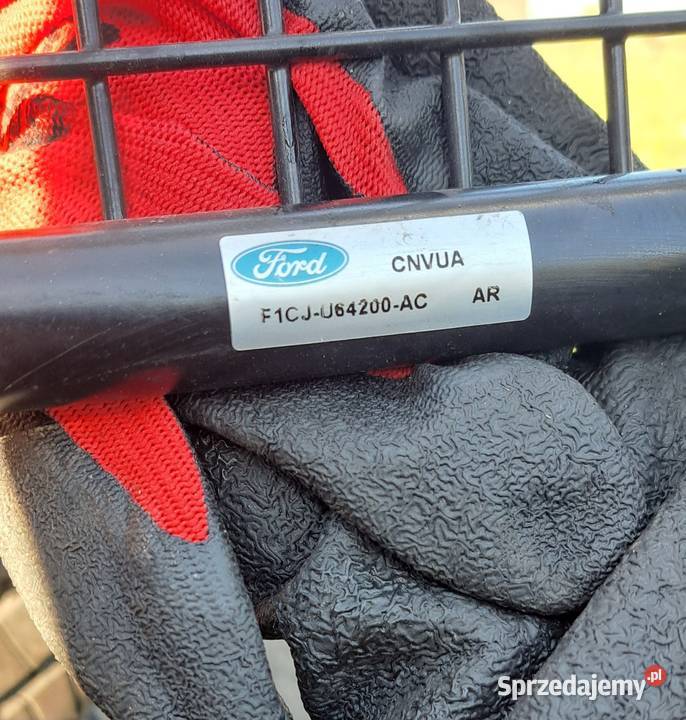 Ford CNVUA
F1CJ-U64200-AC AR
Sprzedajemy.pl